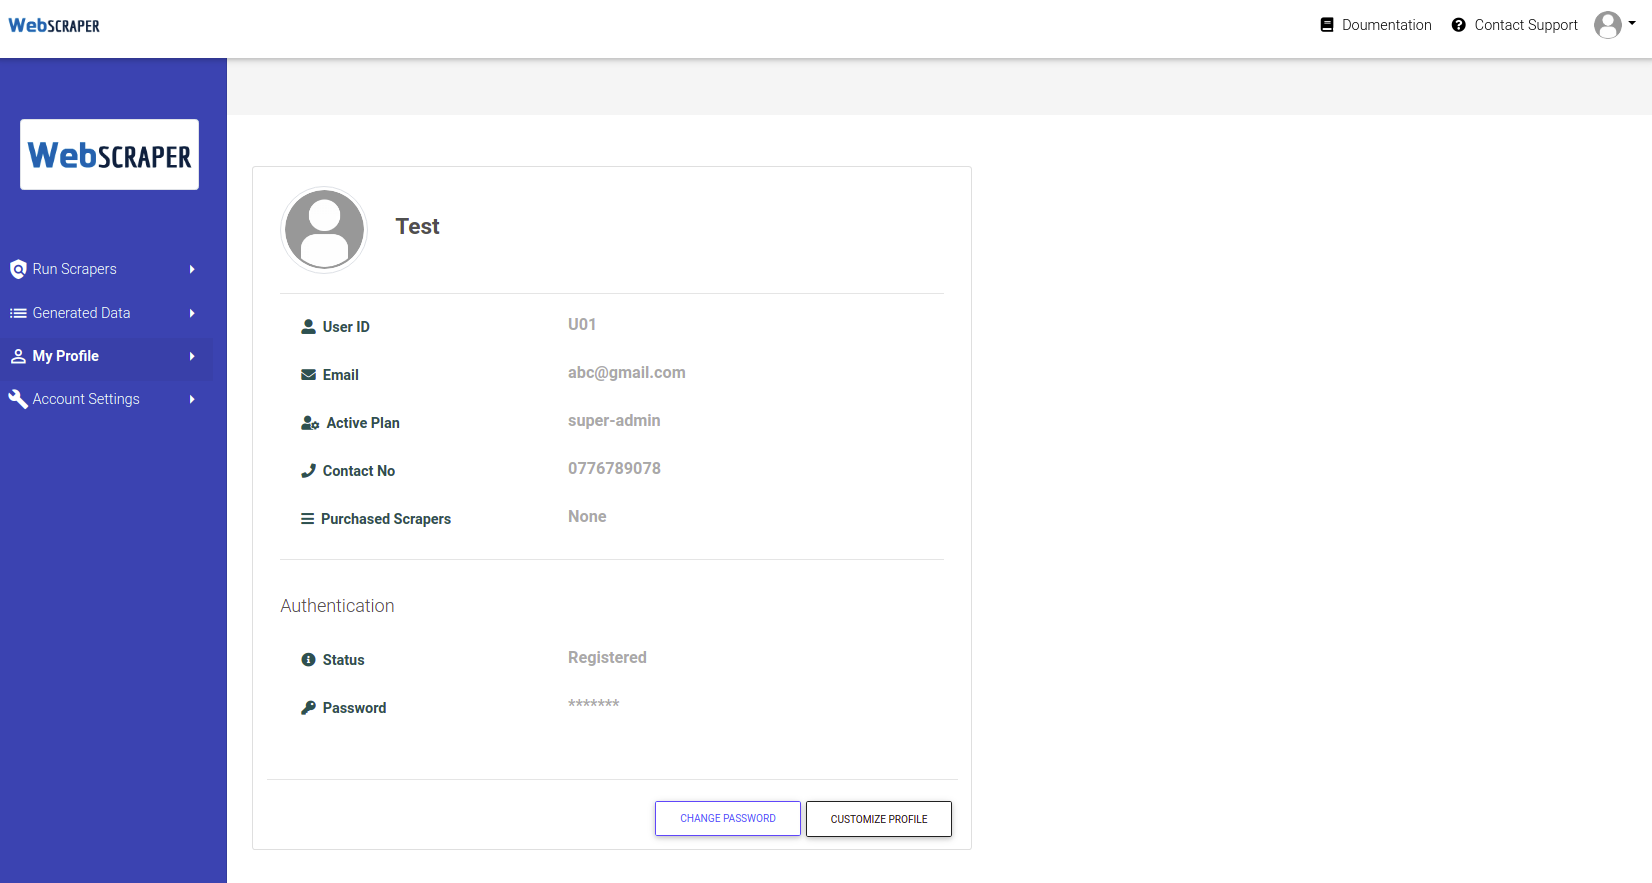 WebSCRAPER
Doumentation
Contact Support
WebSCRAPER
Run Scrapers
Generated Data
My Profile
Account Settings
Test
User ID U01
Email abc@gmail.com
Active Plan super-admin
Contact No 0776789078
Purchased Scrapers None
Authentication
Status Registered
Password *******
CHANGE PASSWORD
CUSTOMIZE PROFILE